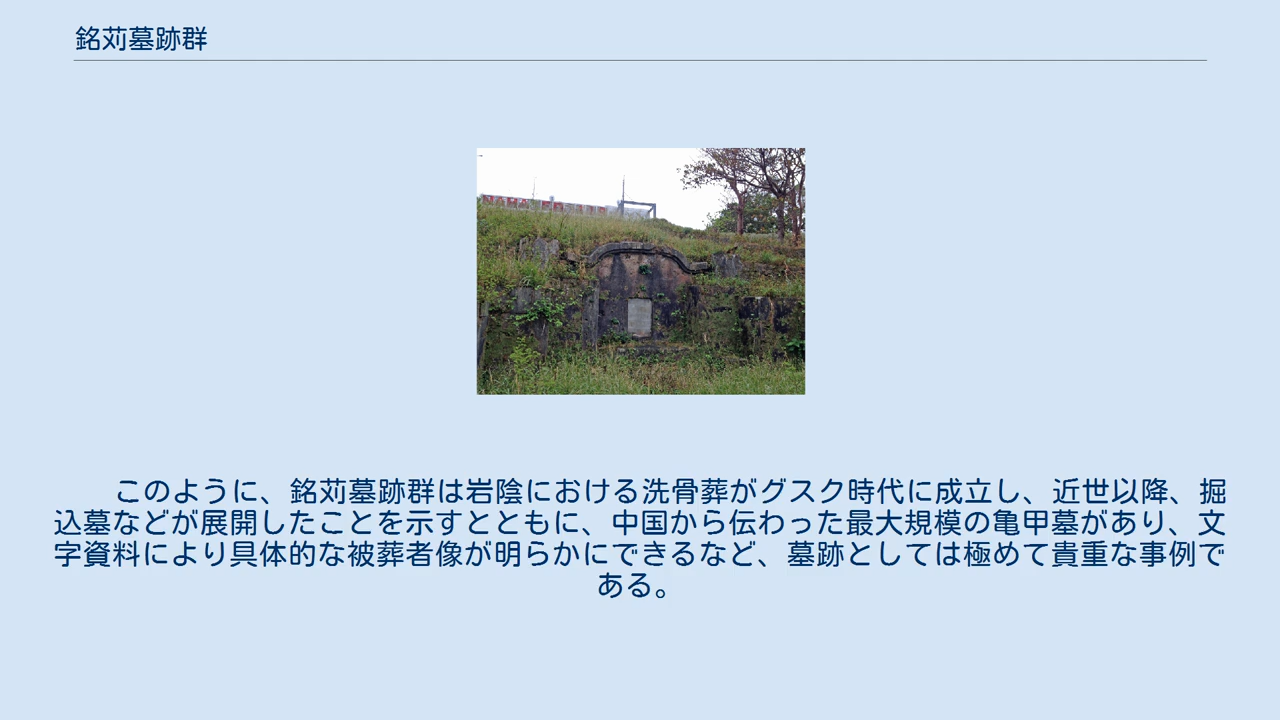 銘苅墓跡群
このように、銘苅墓跡群は岩陰における洗骨葬がグスク時代に成立し、近世以降、掘
込墓などが展開したことを示すとともに、中国から伝わった最大規模の亀甲墓があり、文
字資料により具体的な被葬者像が明らかにできるなど、墓跡としては極めて貴重な事例で
ある。